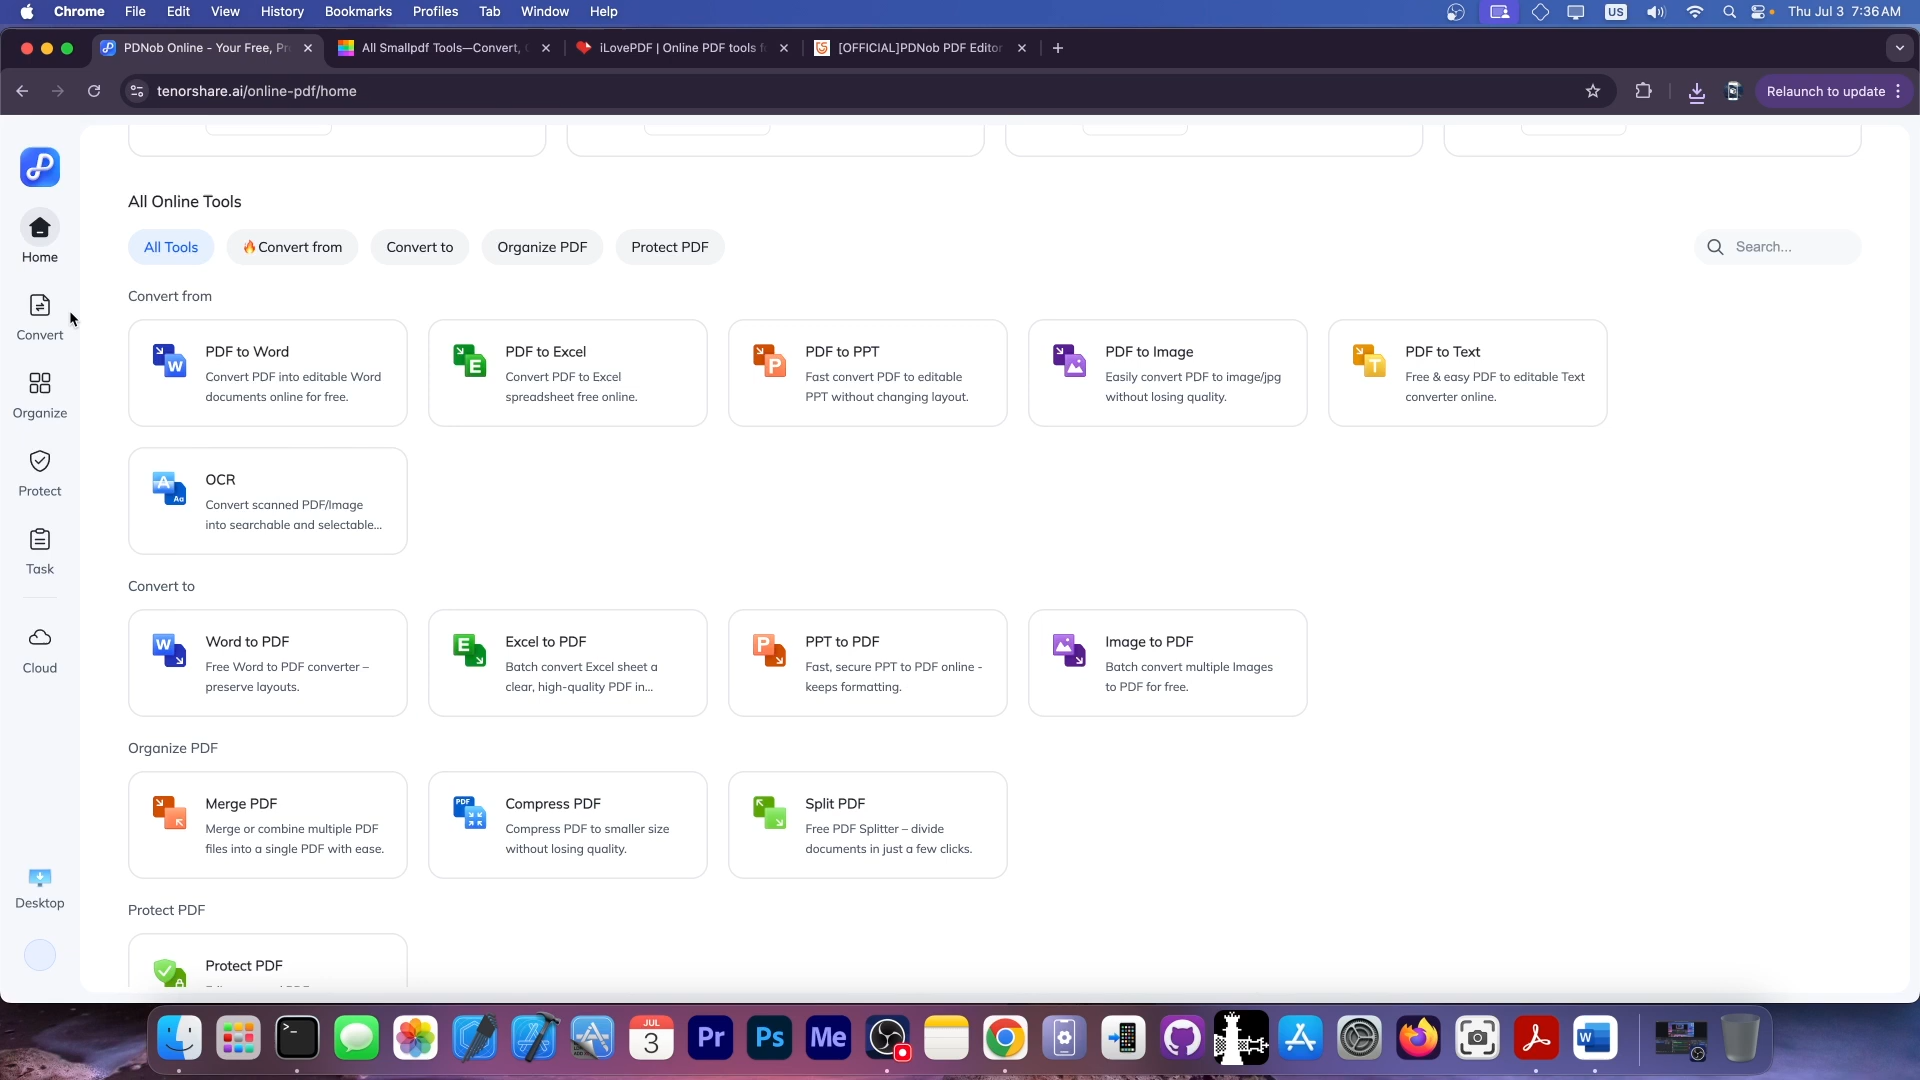 Chrome File Edit View History Bookmarks Profiles Tab Window Help US Thu Jul 3 7:36 AM
PDNob Online - Your Free, Pr All Smallpdf Tools—Convert, iLovePDF | Online PDF tools f [OFFICIAL]PDNob PDF Editor
tenorshare.ai/online-pdf/home Relaunch to update
Home
Convert
Organize
Protect
Task
Cloud
Desktop
All Online Tools
All Tools Convert from Convert to Organize PDF Protect PDF Search...
Convert from
PDF to Word
Convert PDF into editable Word
documents online for free.
PDF to Excel
Convert PDF to Excel
spreadsheet free online.
PDF to PPT
Fast convert PDF to editable
PPT without changing layout.
PDF to Image
Easily convert PDF to image/jpg
without losing quality.
PDF to Text
Free & easy PDF to editable Text
converter online.
OCR
Convert scanned PDF/Image
into searchable and selectable...
Convert to
Word to PDF
Free Word to PDF converter –
preserve layouts.
Excel to PDF
Batch convert Excel sheet a
clear, high-quality PDF in...
PPT to PDF
Fast, secure PPT to PDF online -
keeps formatting.
Image to PDF
Batch convert multiple Images
to PDF for free.
Organize PDF
Merge PDF
Merge or combine multiple PDF
files into a single PDF with ease.
Compress PDF
Compress PDF to smaller size
without losing quality.
Split PDF
Free PDF Splitter – divide
documents in just a few clicks.
Protect PDF
Protect PDF
JUL
3
Pr Ps Me W